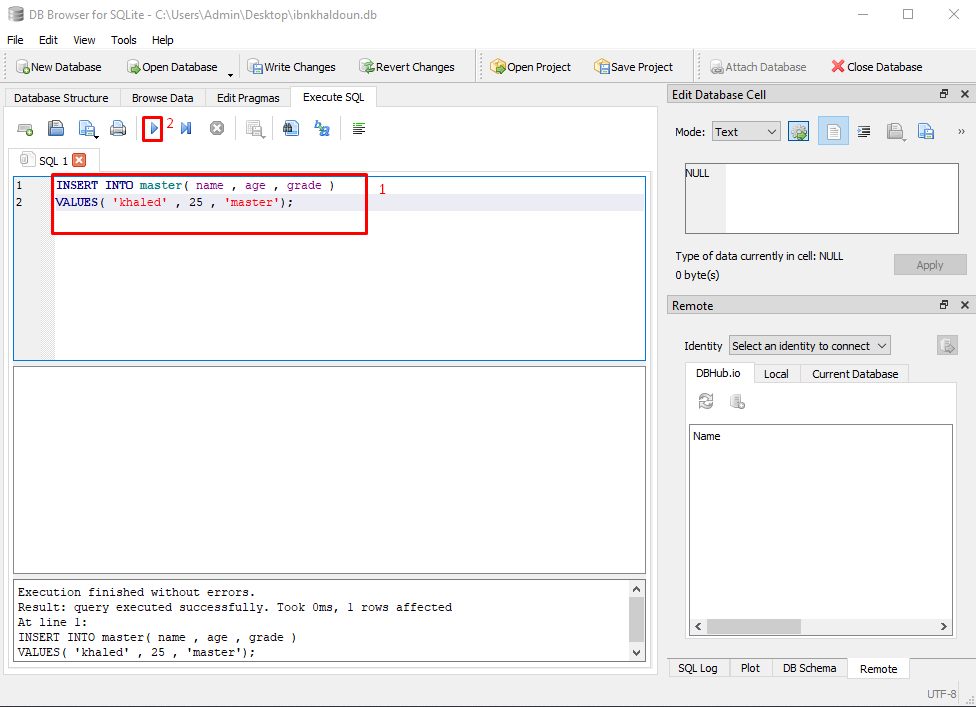 DB Browser for SQLite - C:\Users\Admin\Desktop\ibnkhaldoun.db
File Edit View Tools Help
New Database Open Database Write Changes Revert Changes Open Project Save Project Attach Database Close Database
Database Structure Browse Data Edit Pragmas Execute SQL
2
SQL 1
1 INSERT INTO master( name , age , grade )
2 VALUES( 'khaled' , 25 , 'master');
1
Execution finished without errors.
Result: query executed successfully. Took 0ms, 1 rows affected
At line 1:
INSERT INTO master( name , age , grade )
VALUES( 'khaled' , 25 , 'master');
Edit Database Cell
Mode: Text
NULL
Type of data currently in cell: NULL
0 byte(s)
Apply
Remote
Identity Select an identity to connect
DBHub.io Local Current Database
Name
SQL Log Plot DB Schema Remote
UTF-8